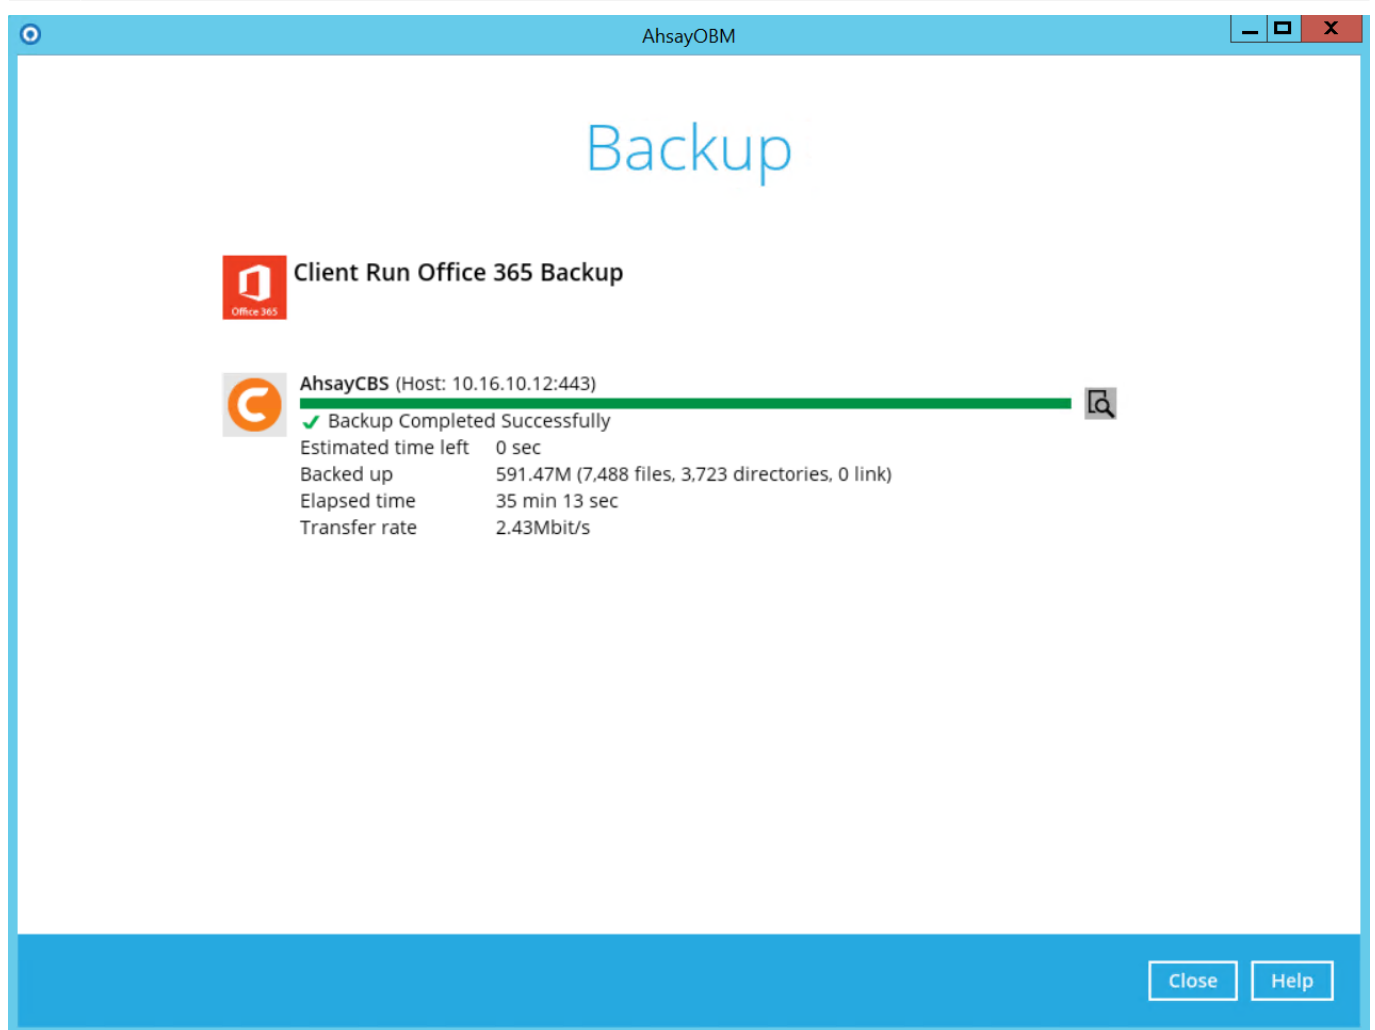 AhsayOBM
Backup
Client Run Office 365 Backup
Office 365
AhsayCBS (Host: 10.16.10.12:443)
Backup Completed Successfully
Estimated time left 0 sec
Backed up 591.47M (7,488 files, 3,723 directories, 0 link)
Elapsed time 35 min 13 sec
Transfer rate 2.43Mbit/s
Close Help